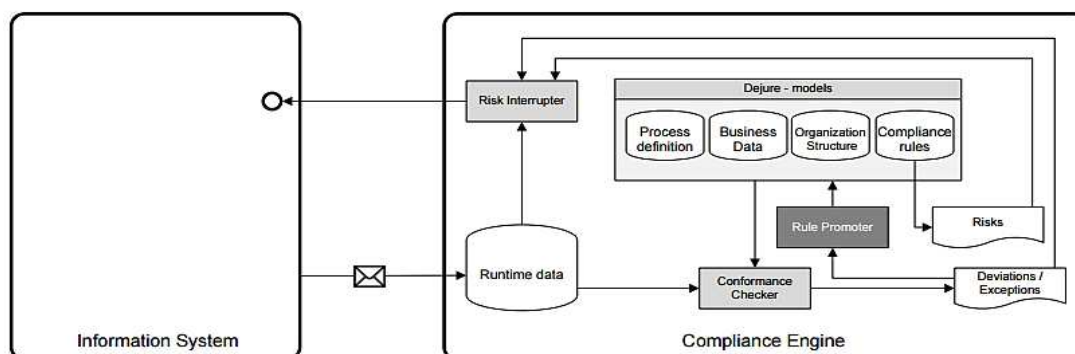 Dejure - models
Risk Interrupter
Process
definition
Business
Data
Organization
Structure
Compliance
rules
Rule Promoter
Risks
Runtime data
Conformance
Checker
Deviations /
Exceptions
Information System
Compliance Engine